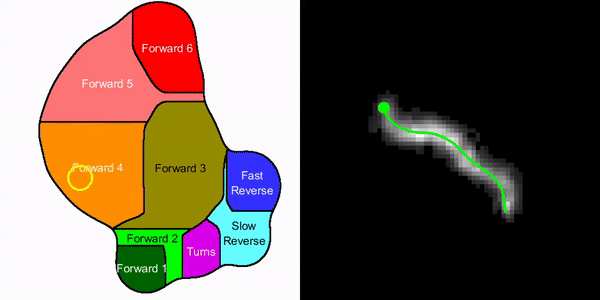 Forward 6
Forward 5
Forward 4
Forward 3
Fast
Reverse
Slow
Reverse
Forward 2
Turns
Forward 1